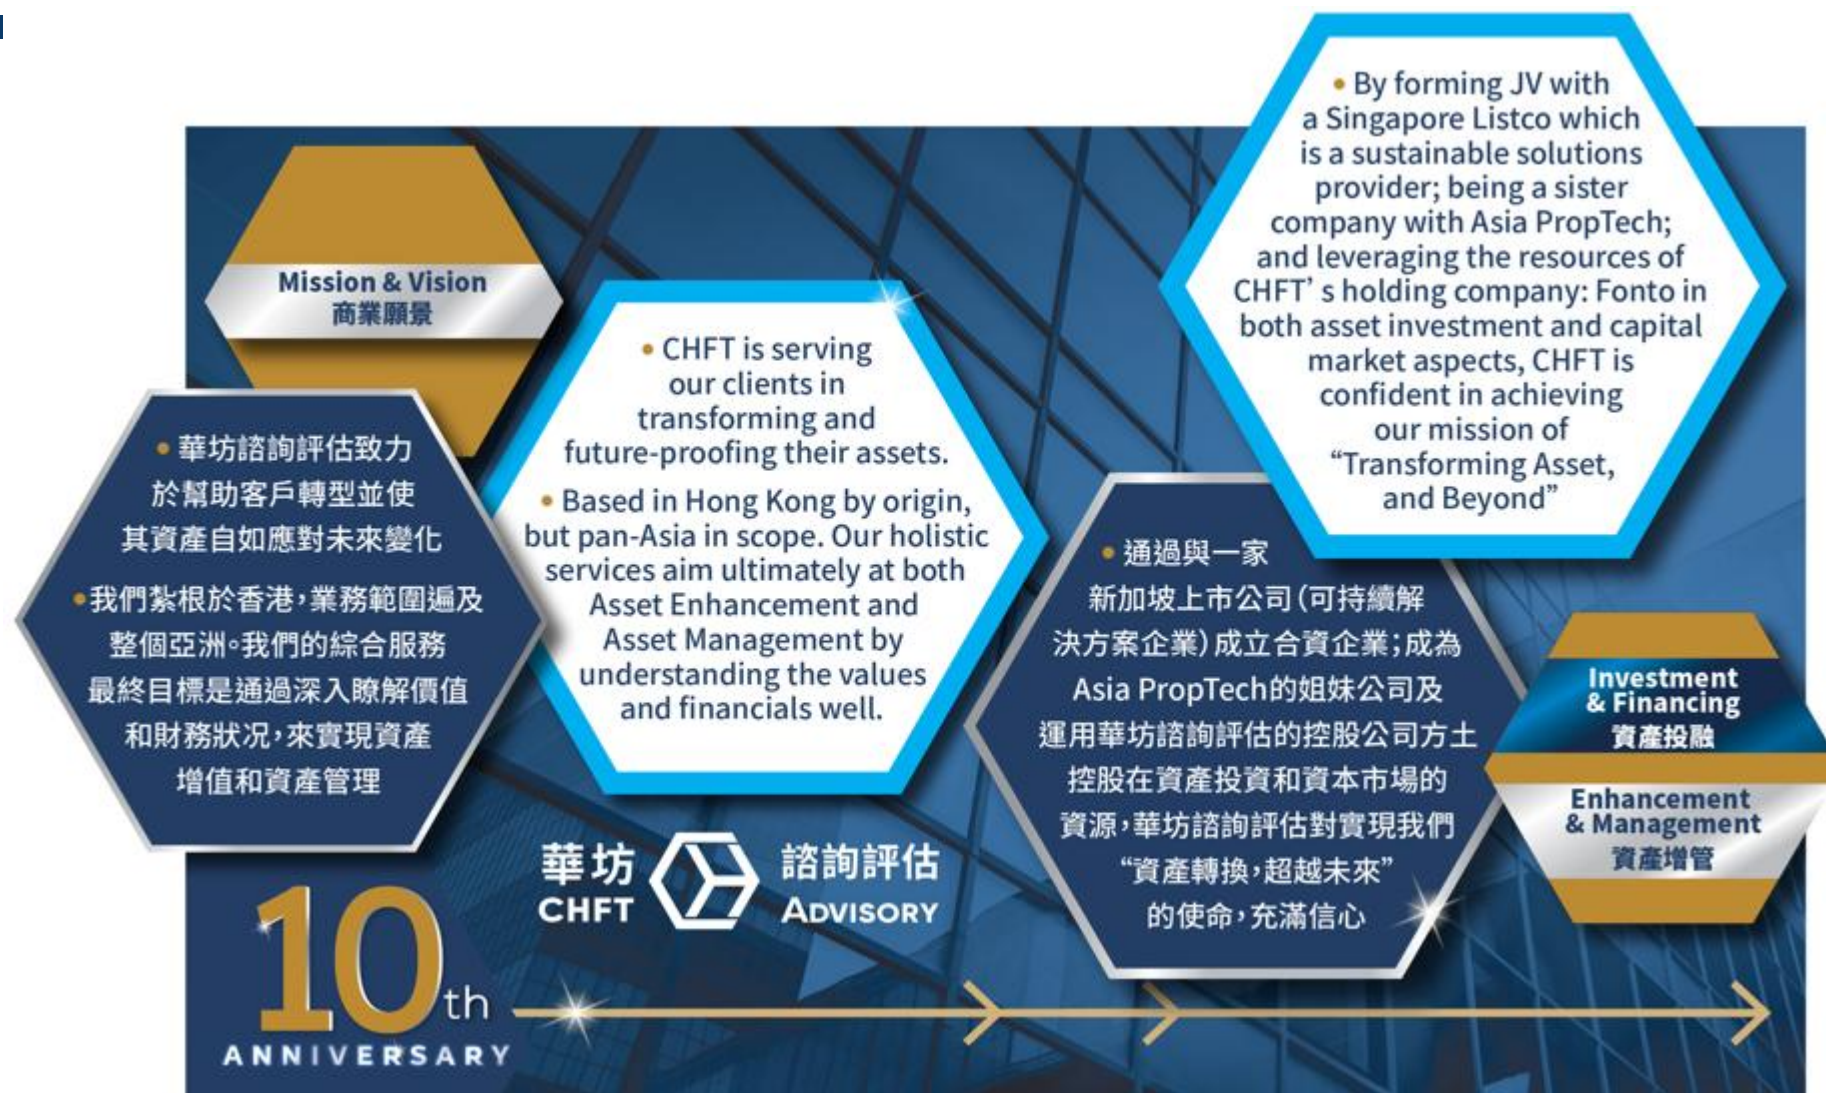 Mission & Vision
商業願景
• 華坊諮詢評估致力
於幫助客戶轉型並使
其資產自如應對未來變化
•我們紮根於香港，業務範圍遍及
整個亞洲。我們的綜合服務
最終目標是通過深入瞭解價值
和財務狀況，來實現資產
增值和資產管理
• CHFT is serving
our clients in
transforming and
future-proofing their assets.
• Based in Hong Kong by origin,
but pan-Asia in scope. Our holistic
services aim ultimately at both
Asset Enhancement and
Asset Management by
understanding the values
and financials well.
• By forming JV with
a Singapore Listco which
is a sustainable solutions
provider; being a sister
company with Asia PropTech;
and leveraging the resources of
CHFT’s holding company: Fonto in
both asset investment and capital
market aspects, CHFT is
confident in achieving
our mission of
“Transforming Asset,
and Beyond”
• 通過與一家
新加坡上市公司（可持續解
決方案企業）成立合資企業；成為
Asia PropTech的姐妹公司及
運用華坊諮詢評估的控股公司方土
控股在資產投資和資本市場的
資源，華坊諮詢評估對實現我們
“資產轉換，超越未來”
的使命，充滿信心
Investment
& Financing
資產投融
Enhancement
& Management
資產增管
華坊 諮詢評估
CHFT ADVISORY
10th
ANNIVERSARY